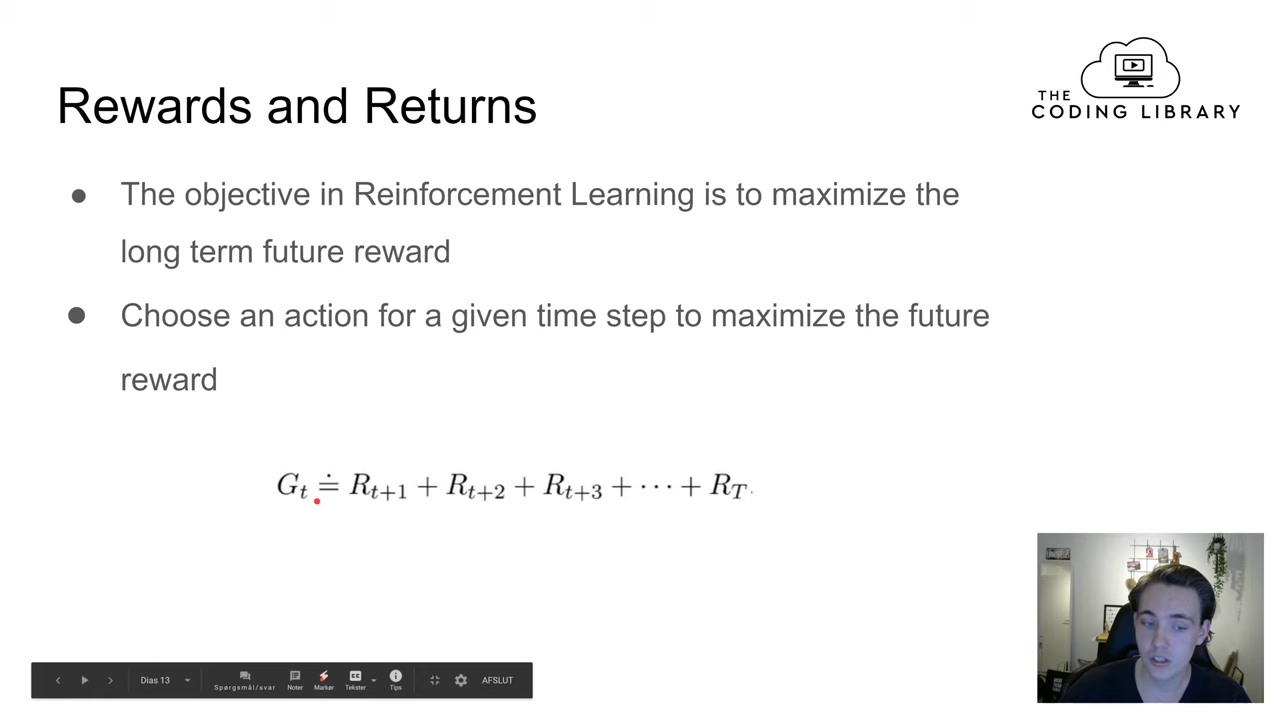 THE
CODING LIBRARY
Rewards and Returns
● The objective in Reinforcement Learning is to maximize the
long term future reward
● Choose an action for a given time step to maximize the future
reward
G_t ≐ R_{t+1} + R_{t+2} + R_{t+3} + ⋯ + R_T
Dias 13
Spørgsmål/svar
Noter
Markør
Tekster
Tips
AFSLUT